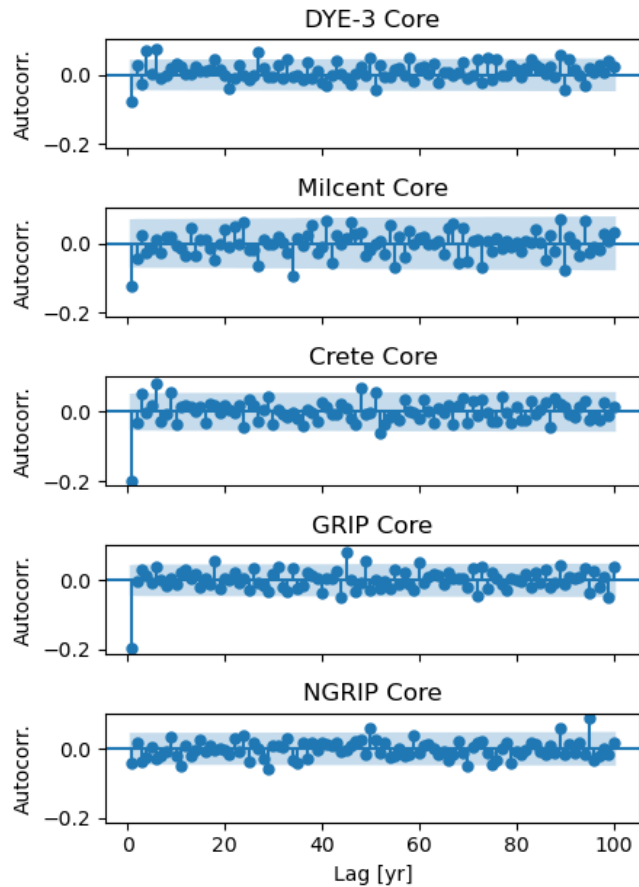 DYE-3 Core
Autocorr.
0.0
−0.2
Milcent Core
Autocorr.
0.0
−0.2
Crete Core
Autocorr.
0.0
−0.2
GRIP Core
Autocorr.
0.0
−0.2
NGRIP Core
Autocorr.
0.0
−0.2
0 20 40 60 80 100
Lag [yr]